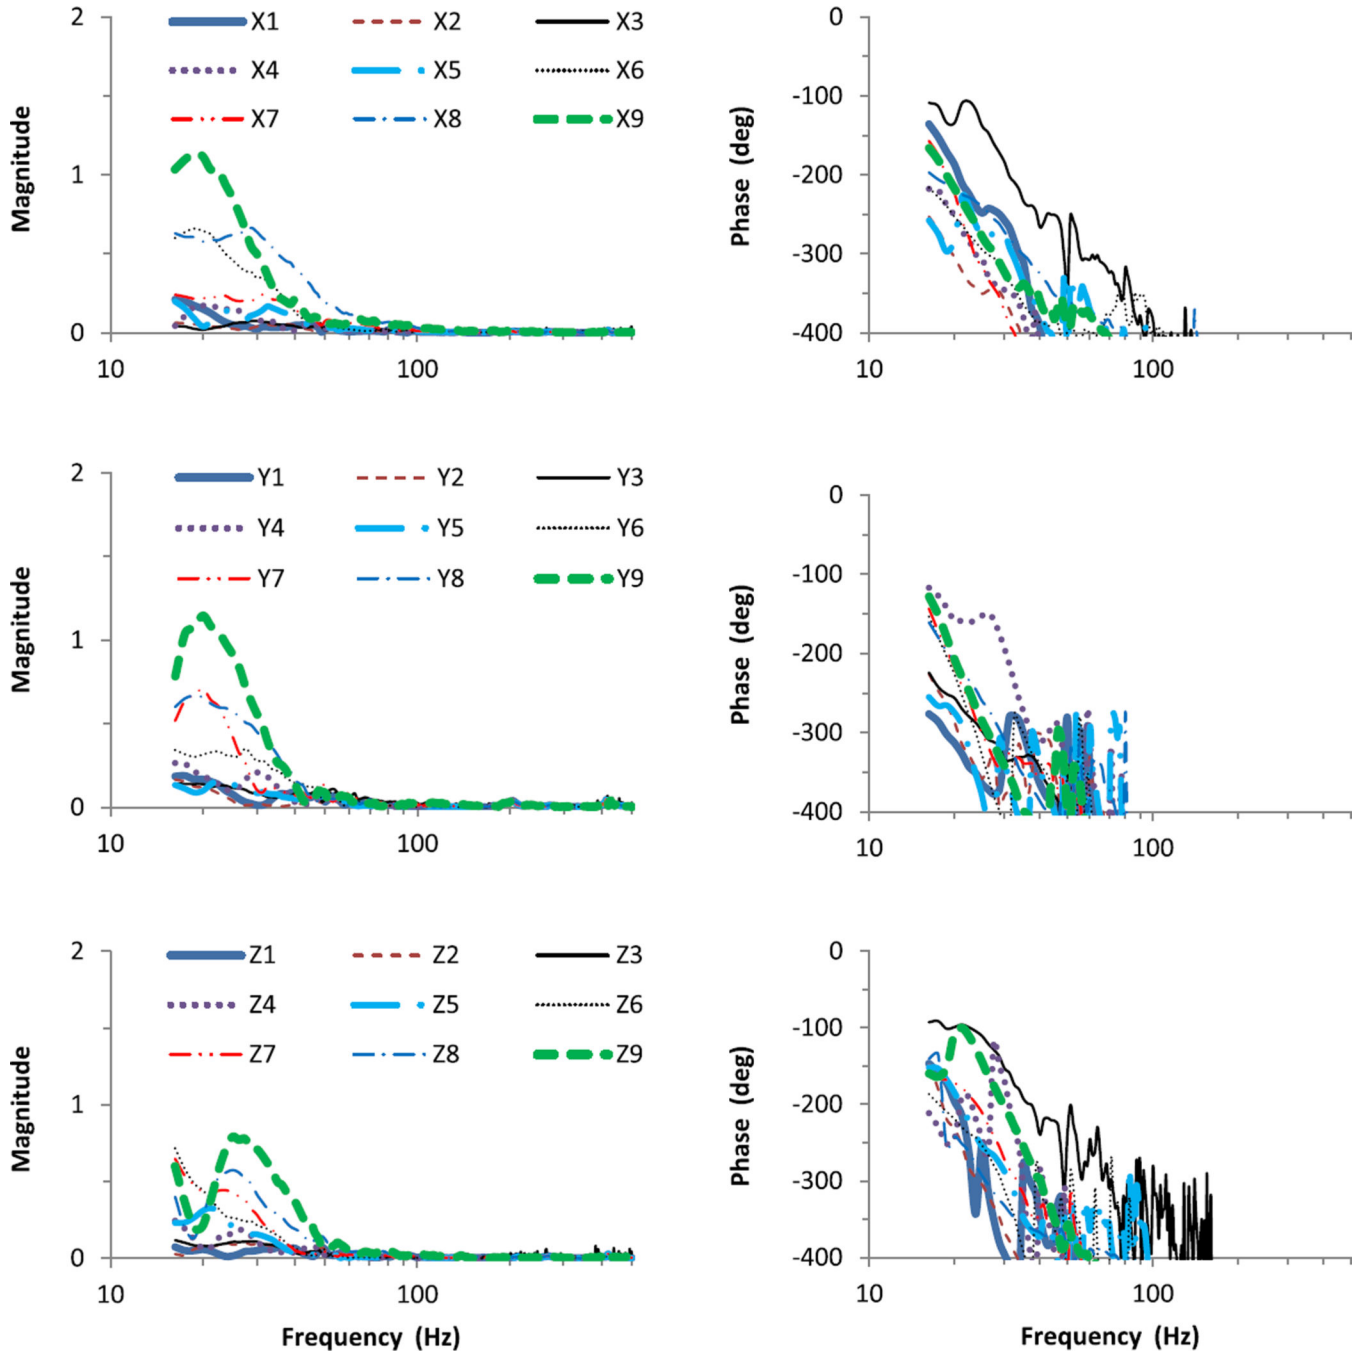 2
1
0
10
100
Magnitude
X1 X2 X3
X4 X5 X6
X7 X8 X9
0
-100
-200
-300
-400
10
100
Phase (deg)
2
1
0
10
100
Magnitude
Y1 Y2 Y3
Y4 Y5 Y6
Y7 Y8 Y9
0
-100
-200
-300
-400
10
100
Phase (deg)
2
1
0
10
100
Magnitude
Z1 Z2 Z3
Z4 Z5 Z6
Z7 Z8 Z9
Frequency (Hz)
0
-100
-200
-300
-400
10
100
Phase (deg)
Frequency (Hz)